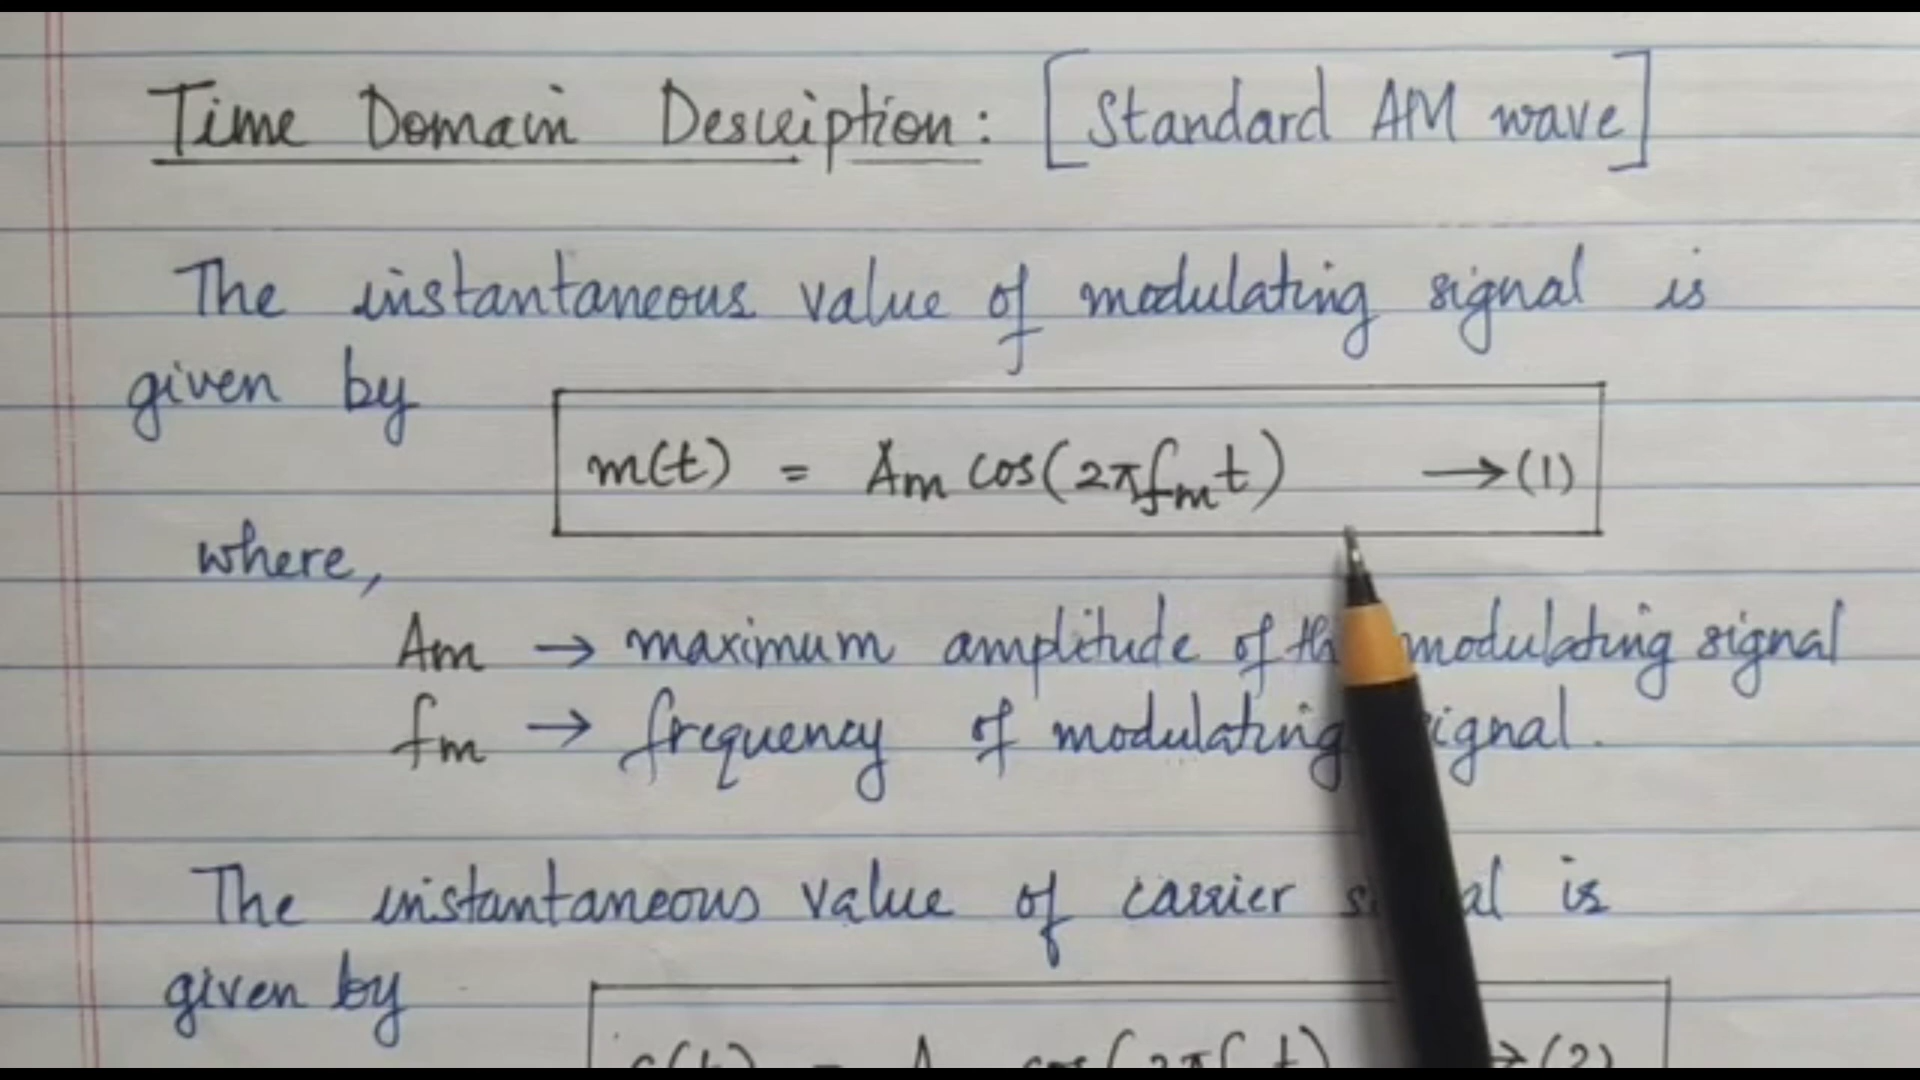 Time Domain Description: [Standard AM wave]
The instantaneous value of modulating signal is
given by
m(t) = Am cos(2πfmt) →(1)
where,
Am → maximum amplitude of the modulating signal
fm → frequency of modulating signal.
The instantaneous value of carrier signal is
given by